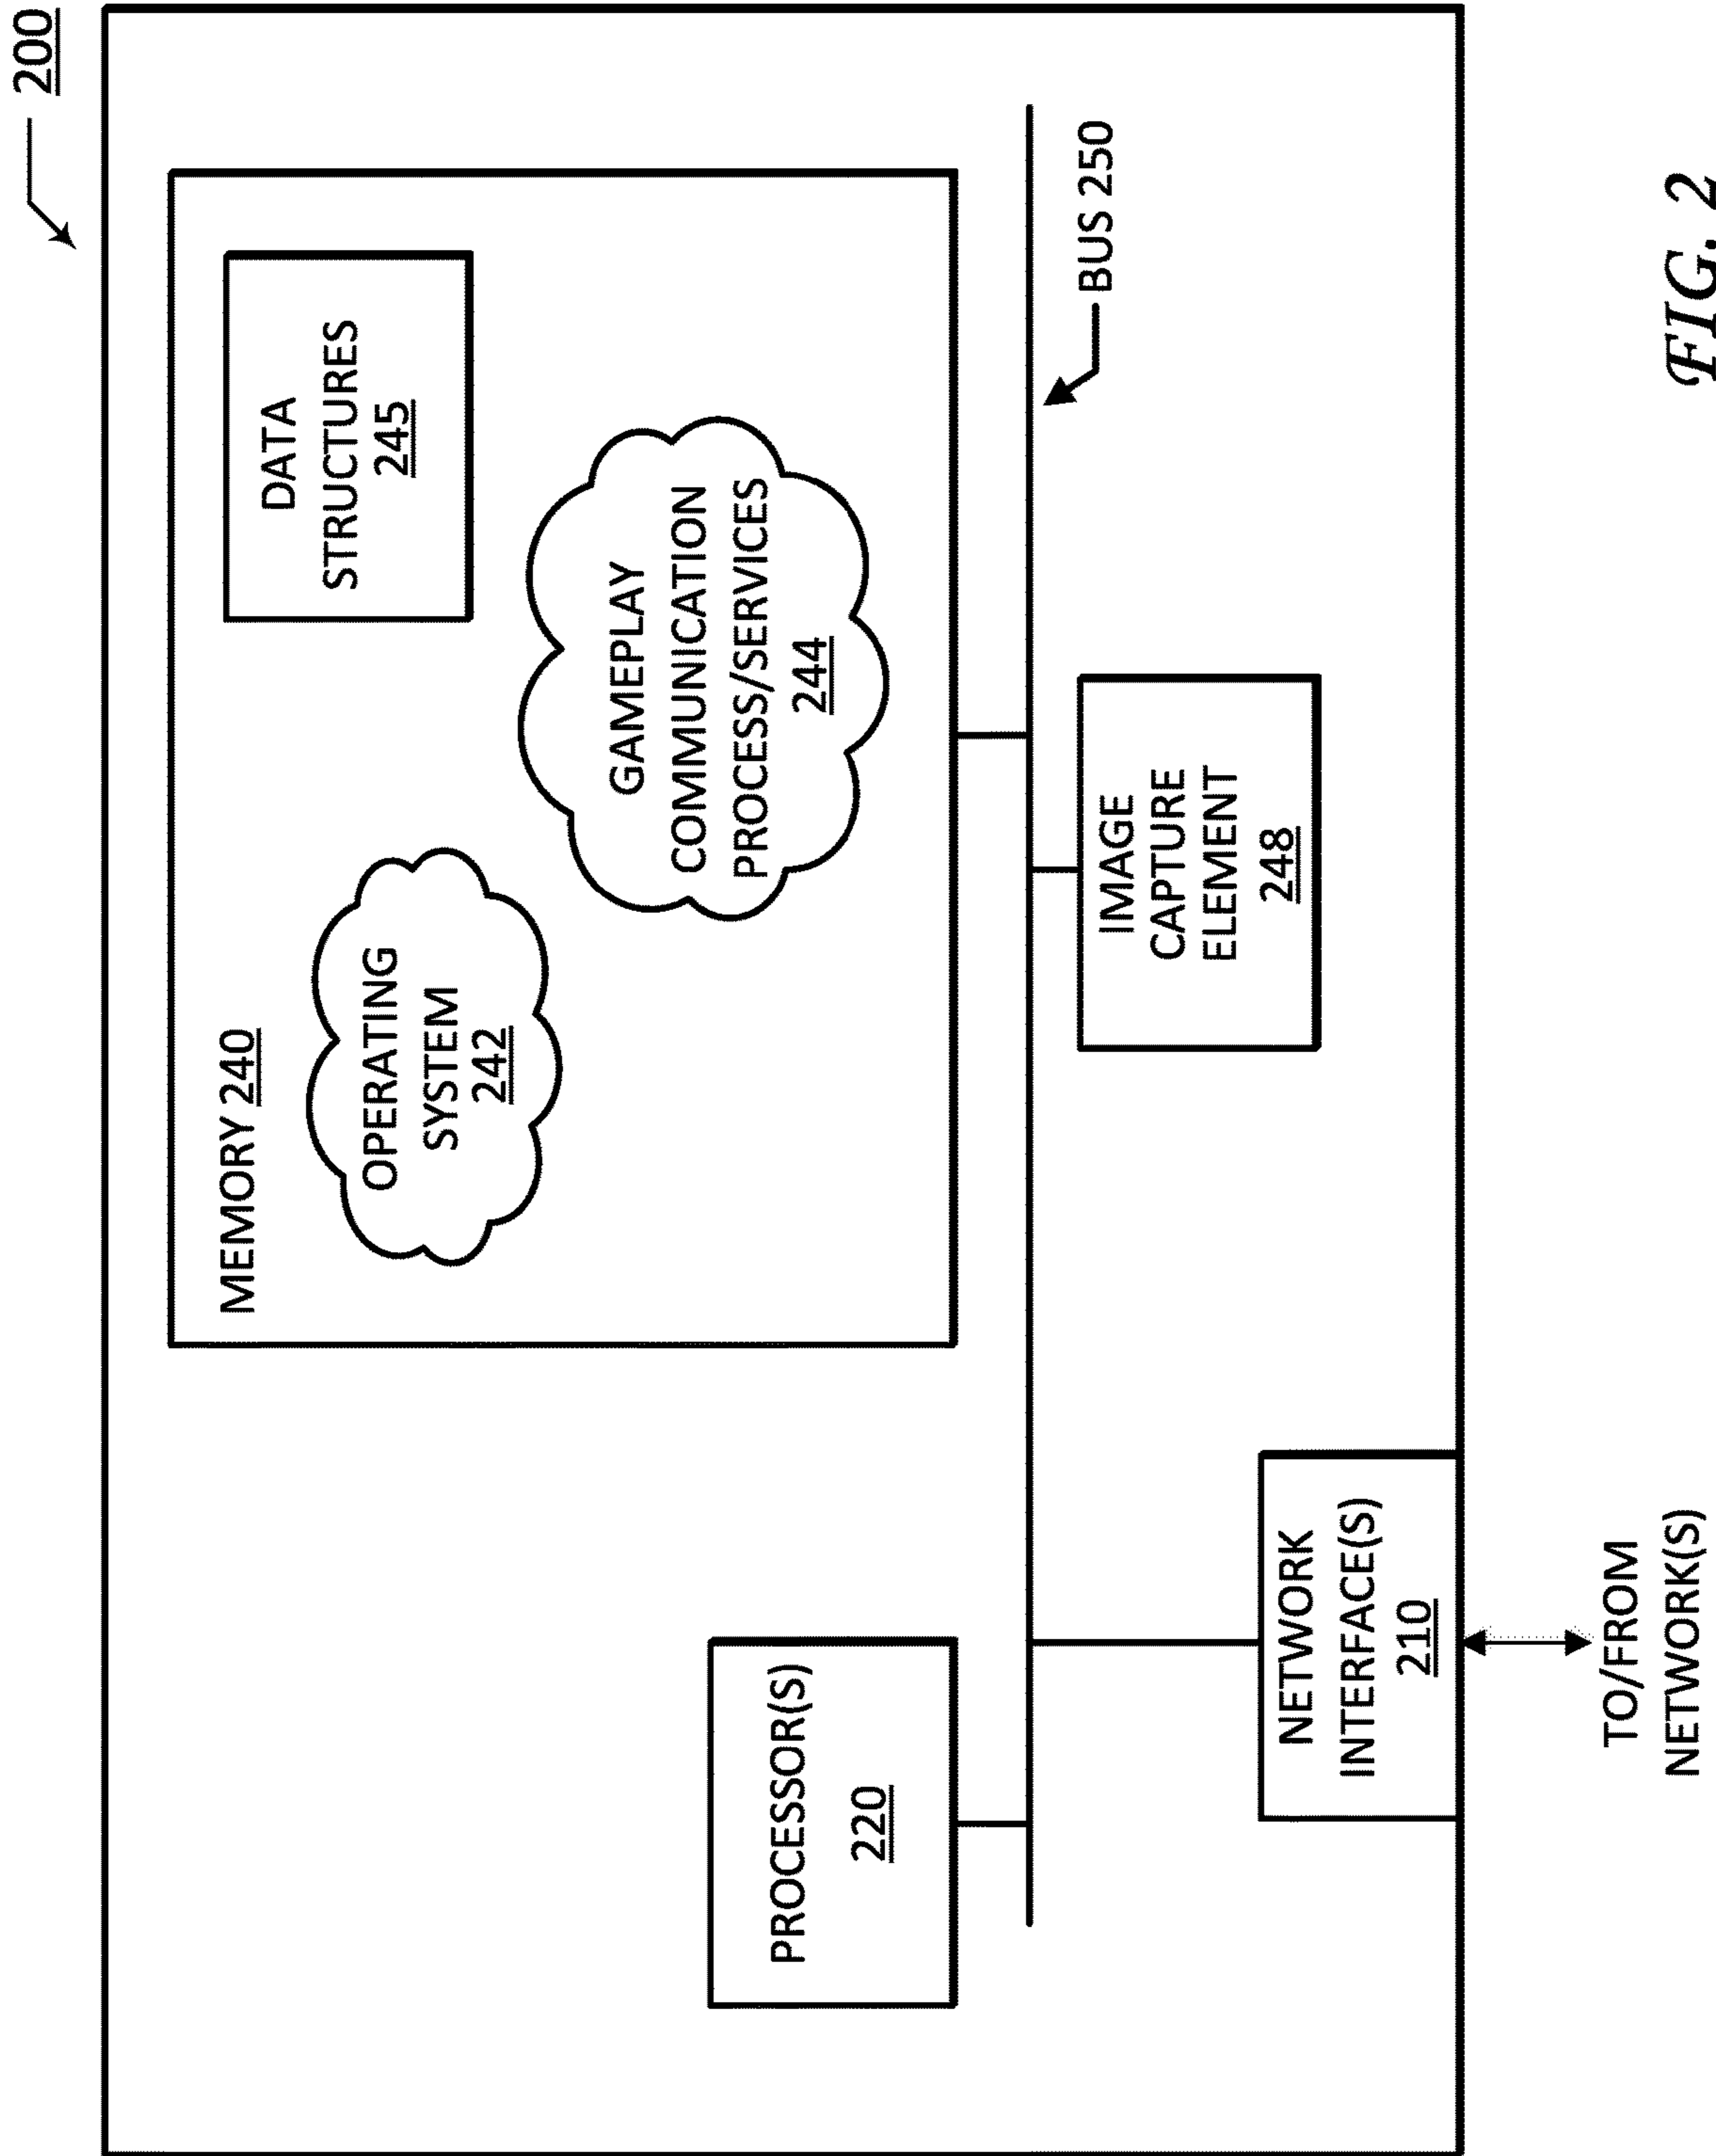 200
MEMORY 240
OPERATING
SYSTEM
242
DATA
STRUCTURES
245
GAMEPLAY
COMMUNICATION
PROCESS/SERVICES
244
PROCESSOR(S)
220
BUS 250
IMAGE
CAPTURE
ELEMENT
248
NETWORK
INTERFACE(S)
210
TO/FROM
NETWORK(S)
FIG. 2